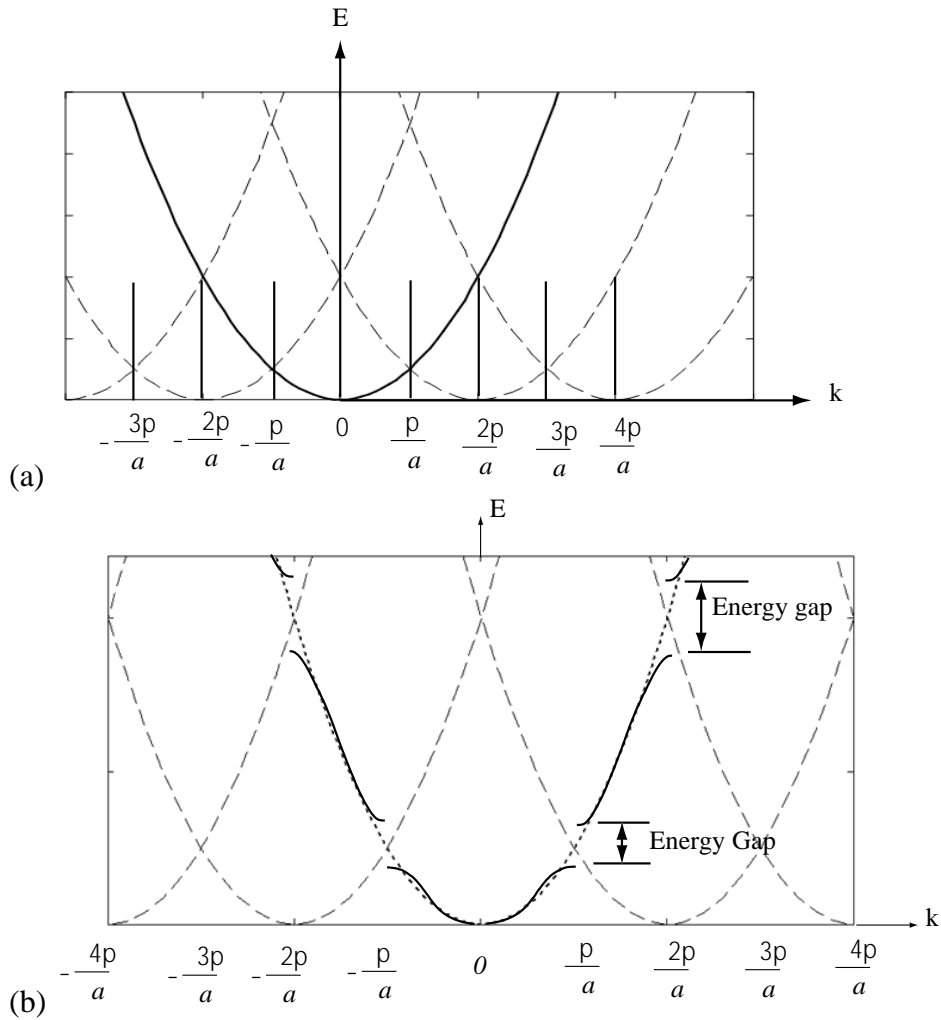 E
k
- 3p/a - 2p/a - p/a 0 p/a 2p/a 3p/a 4p/a
(a)
E
Energy gap
Energy Gap
k
- 4p/a - 3p/a - 2p/a - p/a 0 p/a 2p/a 3p/a 4p/a
(b)